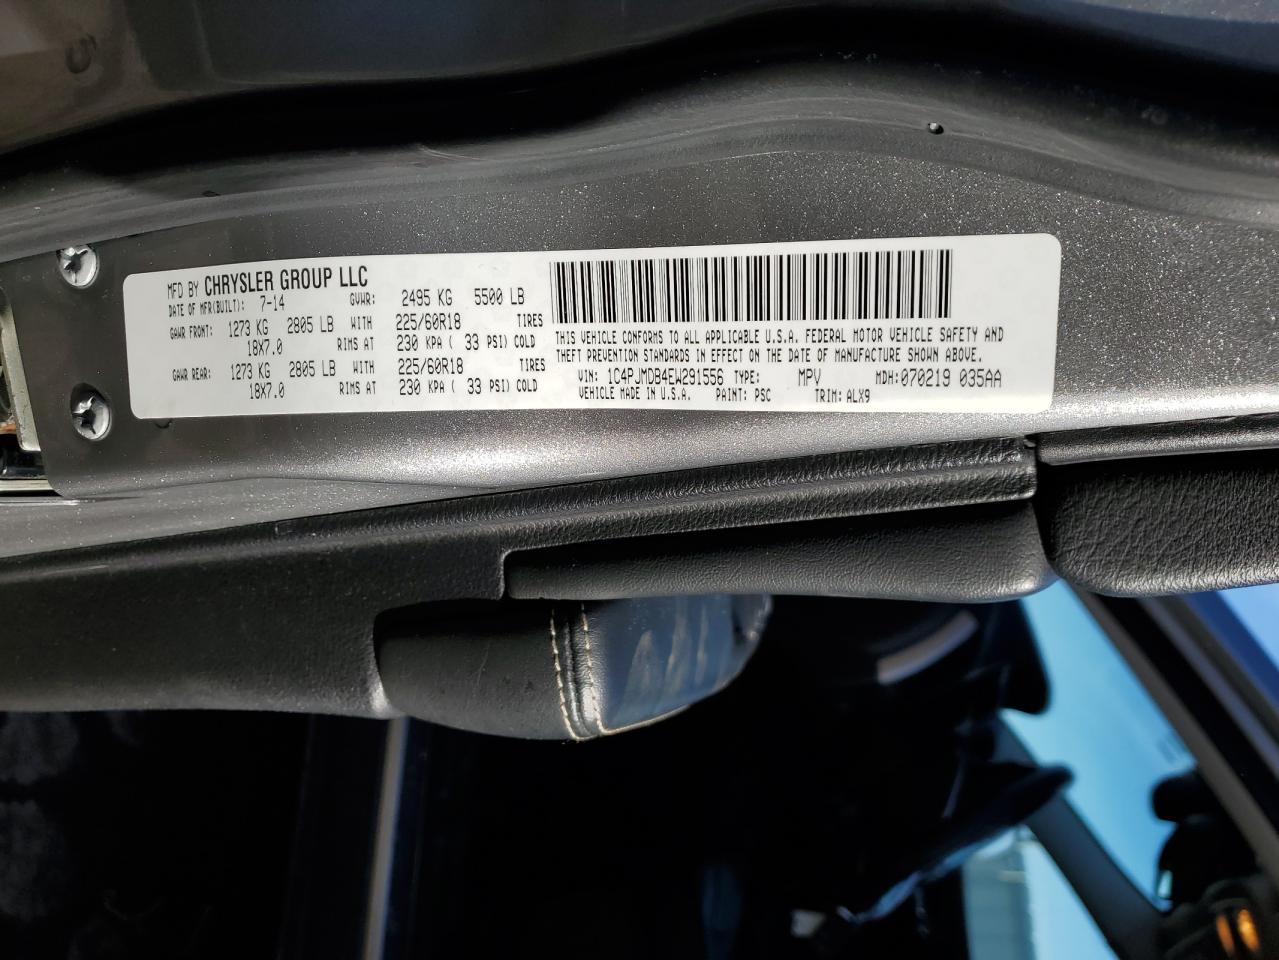 MFD BY CHRYSLER GROUP LLC
DATE OF MFR(BUILT): 7-14 GVWR: 2495 KG 5500 LB
GAWR FRONT: 1273 KG 2805 LB WITH 225/60R18 TIRES
18X7.0 RIMS AT 230 KPA ( 33 PSI) COLD
GAWR REAR: 1273 KG 2805 LB WITH 225/60R18 TIRES
18X7.0 RIMS AT 230 KPA ( 33 PSI) COLD
THIS VEHICLE CONFORMS TO ALL APPLICABLE U.S.A. FEDERAL MOTOR VEHICLE SAFETY AND
THEFT PREVENTION STANDARDS IN EFFECT ON THE DATE OF MANUFACTURE SHOWN ABOVE.
VIN: 1C4PJMDB4EW291556 TYPE: MPV MDH:070219 035AA
VEHICLE MADE IN U.S.A. PAINT: PSC TRIM: ALX9